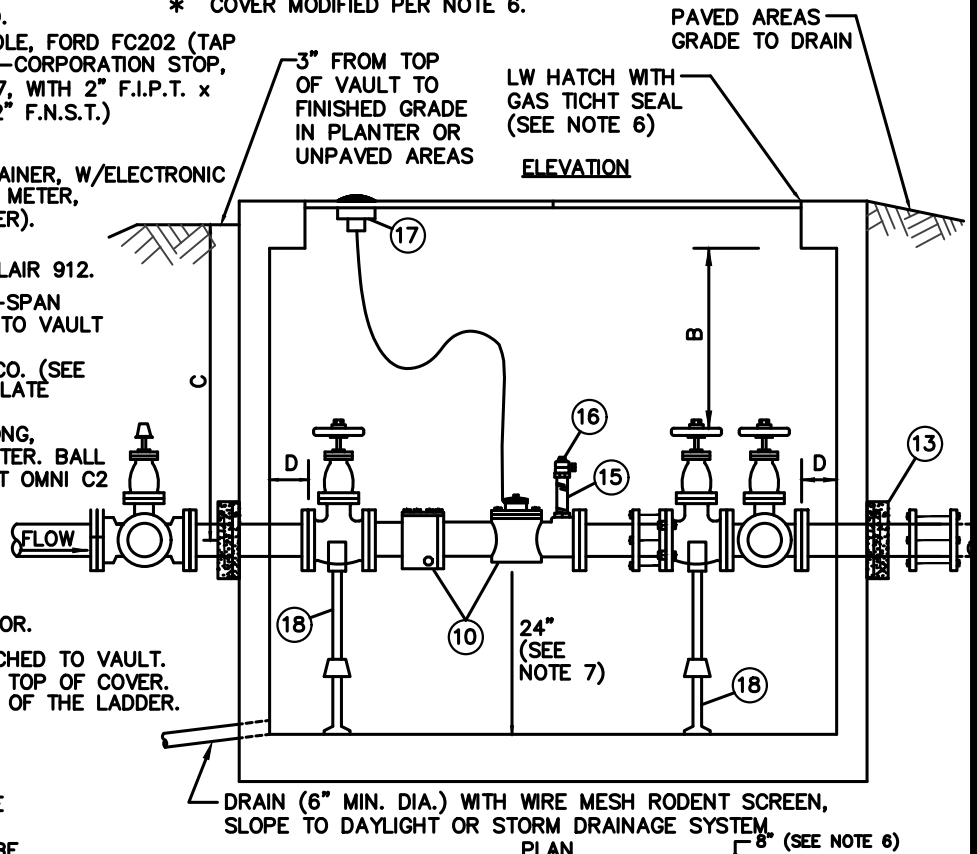 * COVER MODIFIED PER NOTE 6.
O.
OLE, FORD FC202 (TAP
-CORPORATION STOP,
7, WITH 2" F.I.P.T. x
2" F.N.S.T.)
AINER, W/ELECTRONIC
METER,
ER).
LAIR 912.
-SPAN
TO VAULT
CO. (SEE
LATE
ONG,
TER. BALL
T OMNI C2
OR.
CHED TO VAULT.
TOP OF COVER.
OF THE LADDER.
3" FROM TOP
OF VAULT TO
FINISHED GRADE
IN PLANTER OR
UNPAVED AREAS
LW HATCH WITH
GAS TICHT SEAL
(SEE NOTE 6)
ELEVATION
PAVED AREAS
GRADE TO DRAIN
17
B
C
16
15
13
D
D
FLOW
18
10
24"
(SEE
NOTE 7)
18
DRAIN (6" MIN. DIA.) WITH WIRE MESH RODENT SCREEN,
SLOPE TO DAYLIGHT OR STORM DRAINAGE SYSTEM
PLAN
8" (SEE NOTE 6)